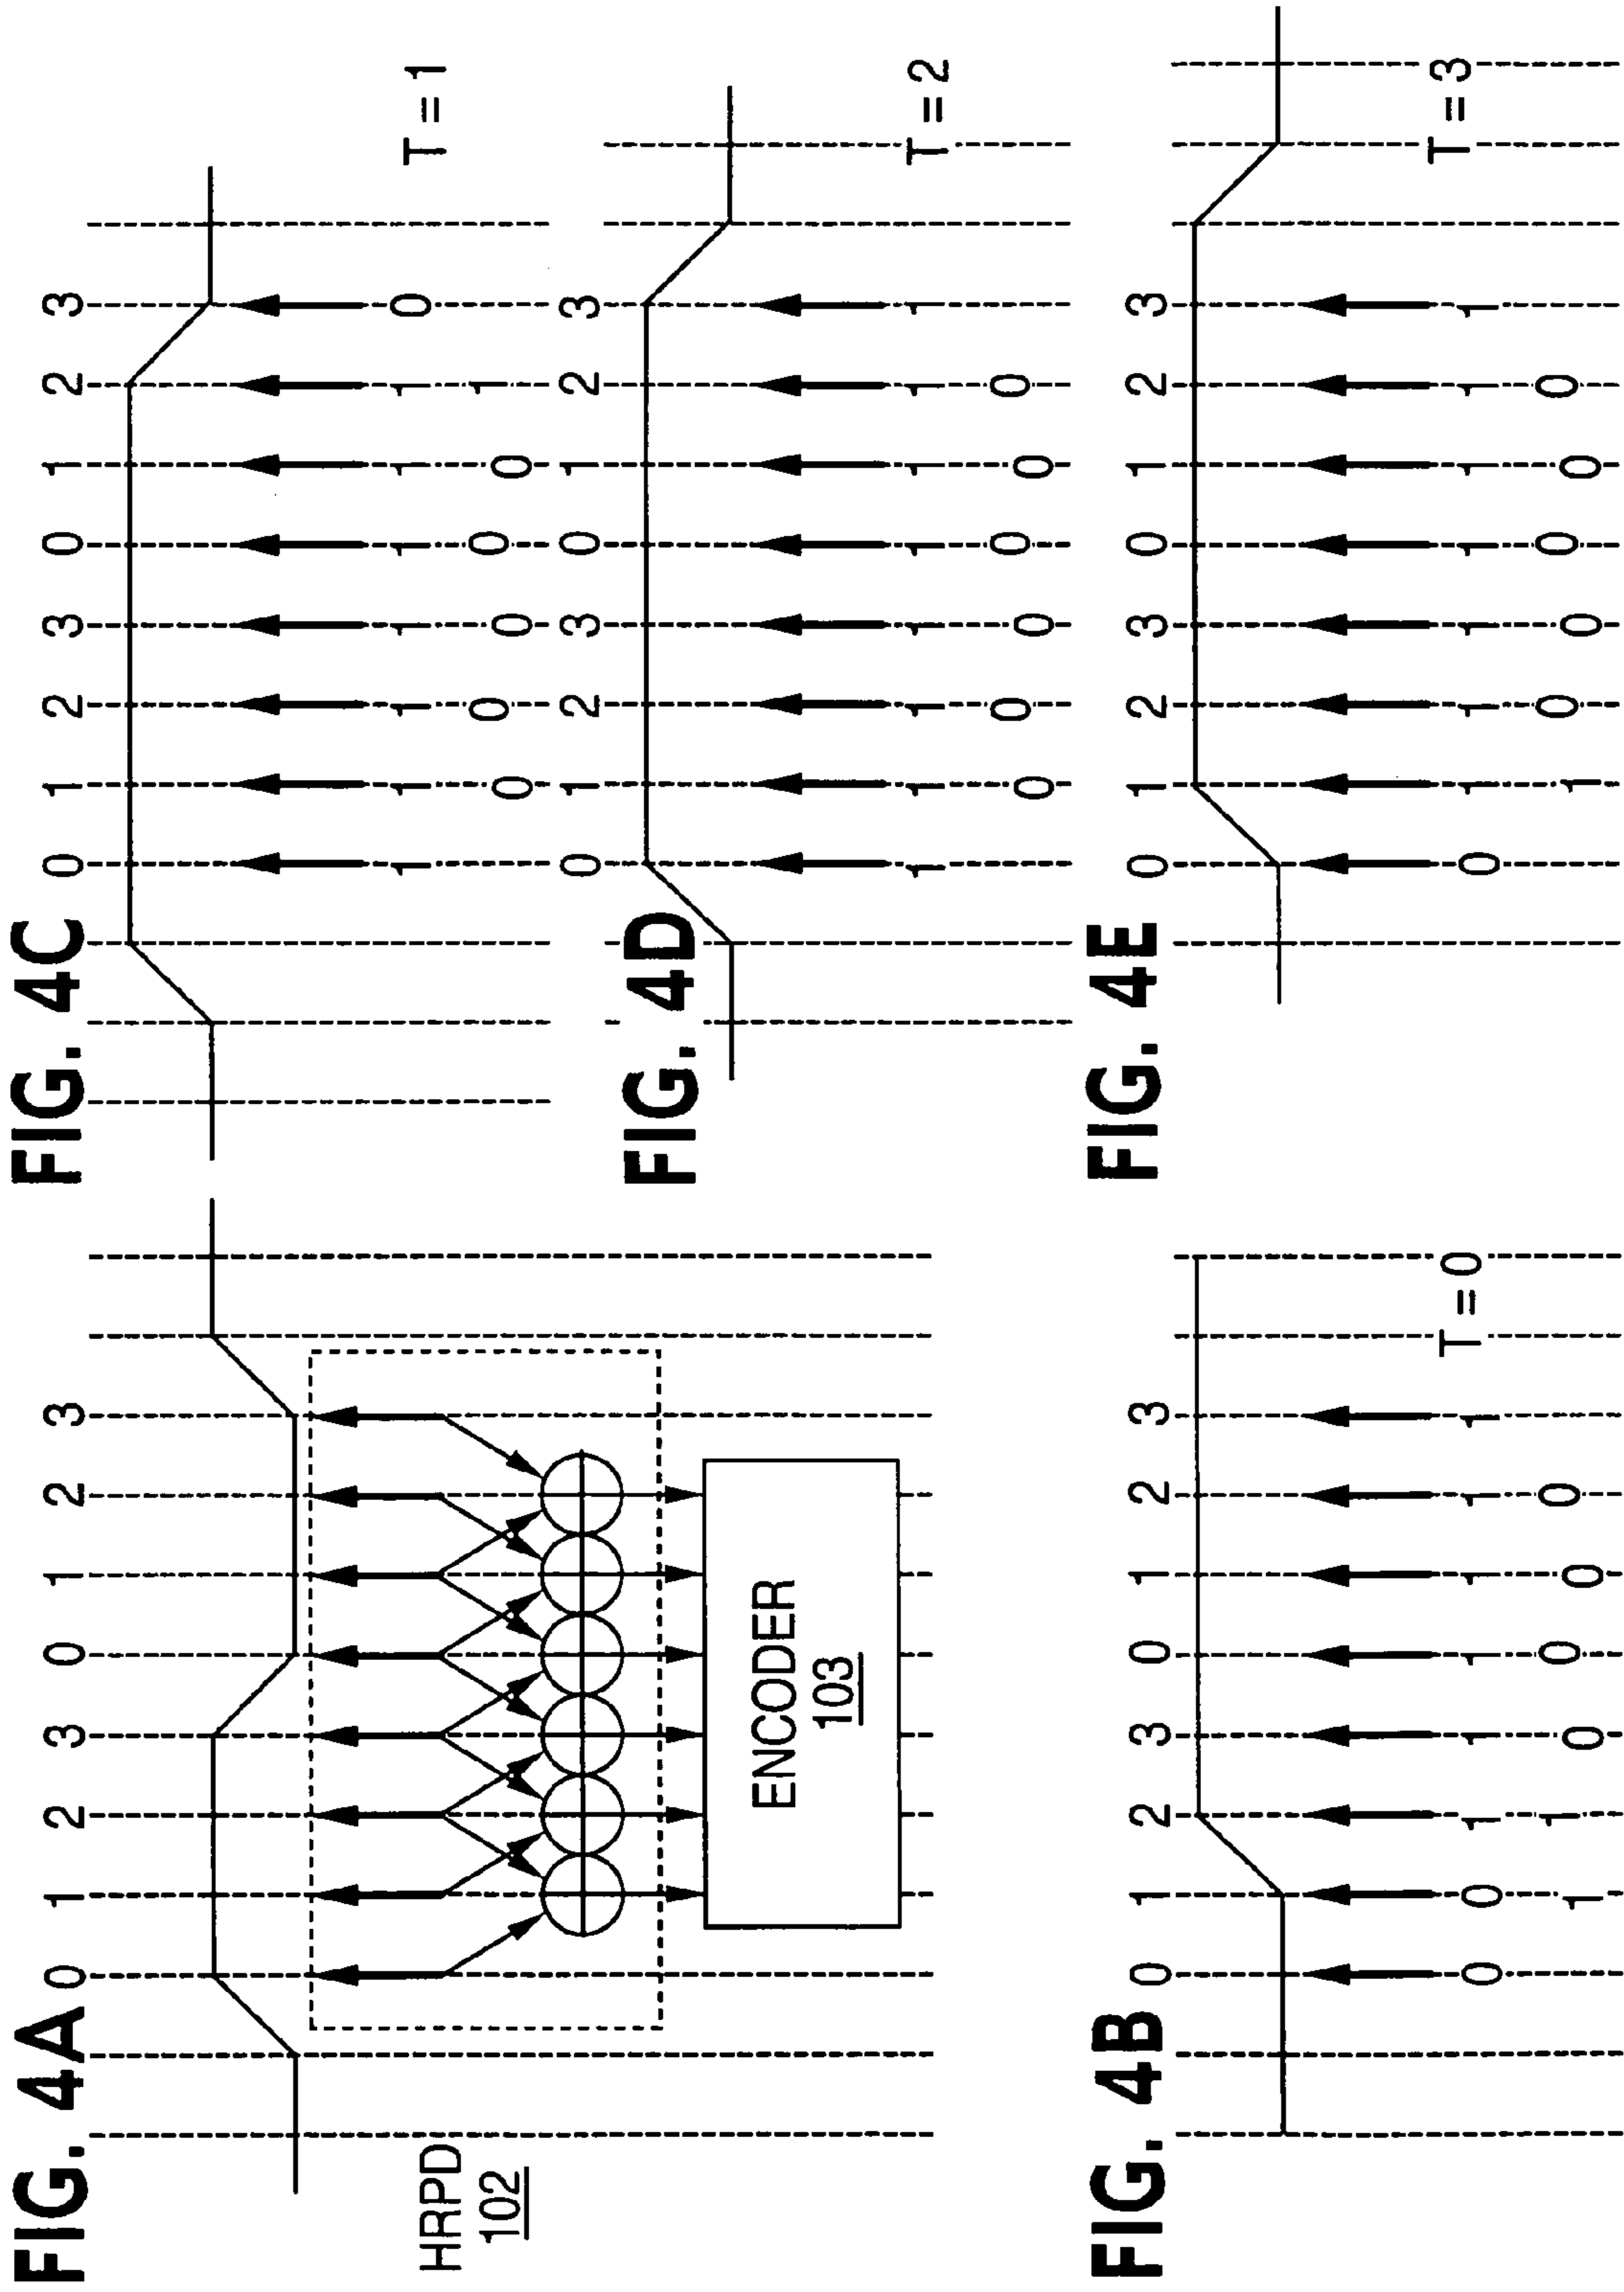 FIG. 4A
0 1 2 3 0 1 2 3
HRPD
102
ENCODER
103
FIG. 4B
0 1 2 3 0 1 2 3
0 0 1 1 1 1 1 1 T = 0
1 1 0 0 0 0
FIG. 4C
0 1 2 3 0 1 2 3
1 1 1 1 1 1 1 0 T = 1
0 0 0 0 0 1
FIG. 4D
0 1 2 3 0 1 2 3
1 1 1 1 1 1 1 1 T = 2
0 0 0 0 0 0
FIG. 4E
0 1 2 3 0 1 2 3
0 1 1 1 1 1 1 1 T = 3
1 0 0 0 0 0